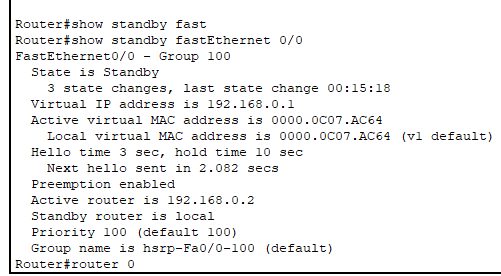 Router#show standby fast
Router#show standby fastEthernet 0/0
FastEthernet0/0 - Group 100
State is Standby
3 state changes, last state change 00:15:18
Virtual IP address is 192.168.0.1
Active virtual MAC address is 0000.0C07.AC64
Local virtual MAC address is 0000.0C07.AC64 (v1 default)
Hello time 3 sec, hold time 10 sec
Next hello sent in 2.082 secs
Preemption enabled
Active router is 192.168.0.2
Standby router is local
Priority 100 (default 100)
Group name is hsrp-Fa0/0-100 (default)
Router#router 0